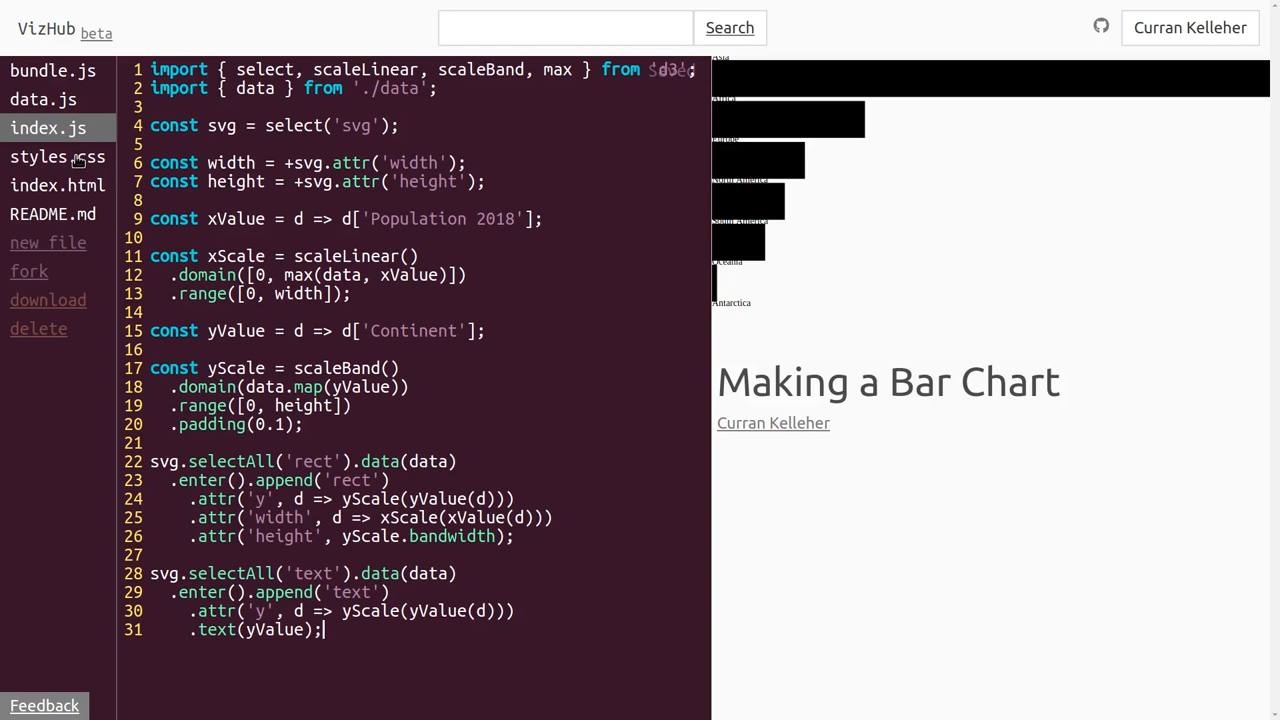 VizHub beta
Search
Curran Kelleher
bundle.js
data.js
index.js
styles.css
index.html
README.md
new file
fork
download
delete
Feedback
1 import { select, scaleLinear, scaleBand, max } from 'd3';
Saved
2 import { data } from './data';
3
4 const svg = select('svg');
5
6 const width = +svg.attr('width');
7 const height = +svg.attr('height');
8
9 const xValue = d => d['Population 2018'];
10
11 const xScale = scaleLinear()
12 .domain([0, max(data, xValue)])
13 .range([0, width]);
14
15 const yValue = d => d['Continent'];
16
17 const yScale = scaleBand()
18 .domain(data.map(yValue))
19 .range([0, height])
20 .padding(0.1);
21
22 svg.selectAll('rect').data(data)
23 .enter().append('rect')
24 .attr('y', d => yScale(yValue(d)))
25 .attr('width', d => xScale(xValue(d)))
26 .attr('height', yScale.bandwidth);
27
28 svg.selectAll('text').data(data)
29 .enter().append('text')
30 .attr('y', d => yScale(yValue(d)))
31 .text(yValue);
Asia
Africa
Europe
North America
South America
Oceania
Antarctica
Making a Bar Chart
Curran Kelleher